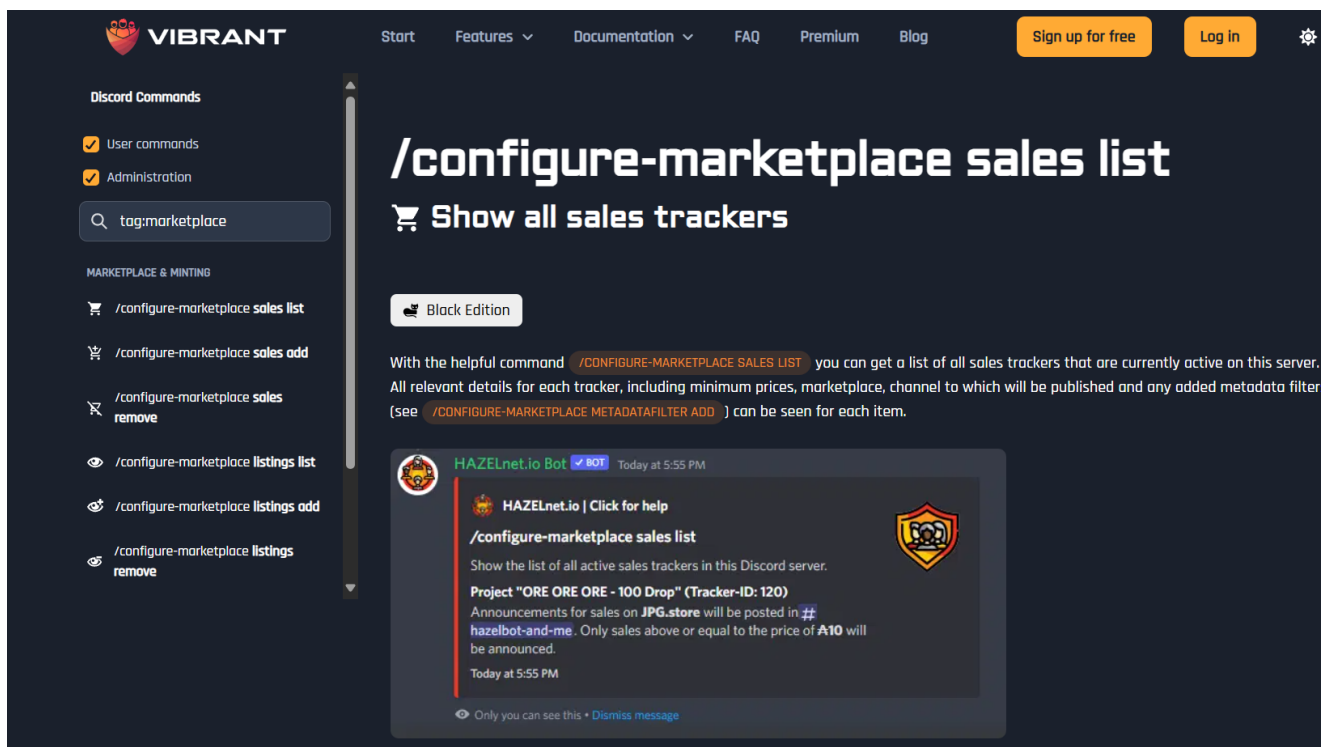 VIBRANT
Start Features Documentation FAQ Premium Blog Sign up for free Log in
Discord Commands
User commands
Administration
tag:marketplace
MARKETPLACE & MINTING
/configure-marketplace sales list
/configure-marketplace sales add
/configure-marketplace sales
remove
/configure-marketplace listings list
/configure-marketplace listings add
/configure-marketplace listings
remove
/configure-marketplace sales list
Show all sales trackers
Black Edition
With the helpful command /CONFIGURE-MARKETPLACE SALES LIST you can get a list of all sales trackers that are currently active on this server.
All relevant details for each tracker, including minimum prices, marketplace, channel to which will be published and any added metadata filter
(see /CONFIGURE-MARKETPLACE METADATAFILTER ADD ) can be seen for each item.
HAZELnet.io Bot BOT Today at 5:55 PM
HAZELnet.io | Click for help
/configure-marketplace sales list
Show the list of all active sales trackers in this Discord server.
Project "ORE ORE ORE - 100 Drop" (Tracker-ID: 120)
Announcements for sales on JPG.store will be posted in #
hazelbot-and-me. Only sales above or equal to the price of ₳10 will
be announced.
Today at 5:55 PM
Only you can see this • Dismiss message